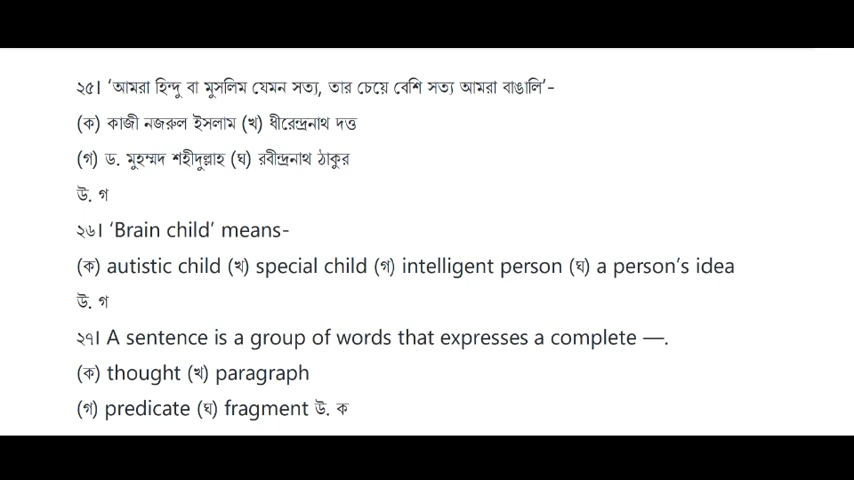 ২৫। ‘আমরা হিন্দু বা মুসলিম যেমন সত্য, তার চেয়ে বেশি সত্য আমরা বাঙালি’-
(ক) কাজী নজরুল ইসলাম (খ) ধীরেন্দ্রনাথ দত্ত
(গ) ড. মুহম্মদ শহীদুল্লাহ (ঘ) রবীন্দ্রনাথ ঠাকুর
উ. গ
২৬। ‘Brain child’ means-
(ক) autistic child (খ) special child (গ) intelligent person (ঘ) a person’s idea
উ. গ
২৭। A sentence is a group of words that expresses a complete —.
(ক) thought (খ) paragraph
(গ) predicate (ঘ) fragment উ. ক